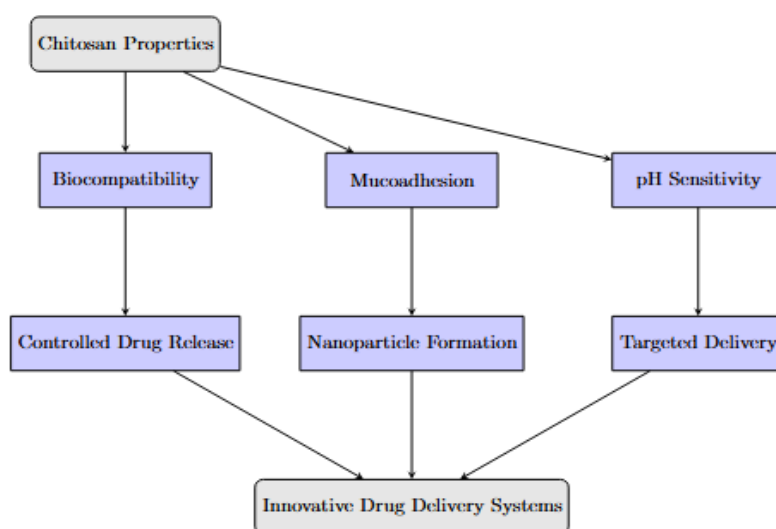 Chitosan Properties
Biocompatibility
Mucoadhesion
pH Sensitivity
Controlled Drug Release
Nanoparticle Formation
Targeted Delivery
Innovative Drug Delivery Systems